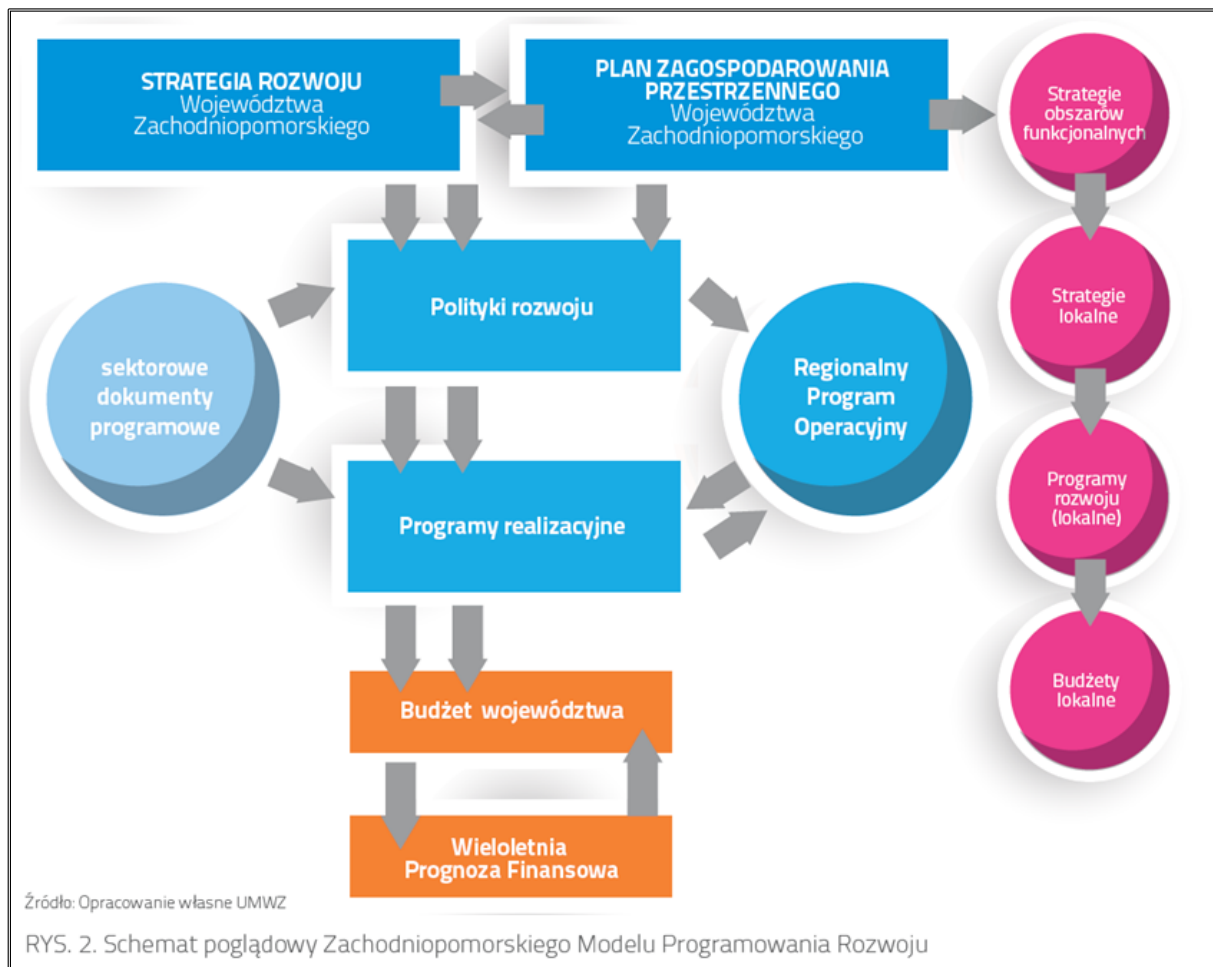 STRATEGIA ROZWOJU
Województwa
Zachodniopomorskiego
PLAN ZAGOSPODAROWANIA
PRZESTRZENNEGO
Województwa
Zachodniopomorskiego
Strategie
obszarów
funkcjonalnych
Polityki rozwoju
Strategie
lokalne
sektorowe
dokumenty
programowe
Regionalny
Program
Operacyjny
Programy realizacyjne
Programy
rozwoju
(lokalne)
Budżet województwa
Budżety
lokalne
Wieloletnia
Prognoza Finansowa
Źródło: Opracowanie własne UMWZ
RYS. 2. Schemat poglądowy Zachodniopomorskiego Modelu Programowania Rozwoju